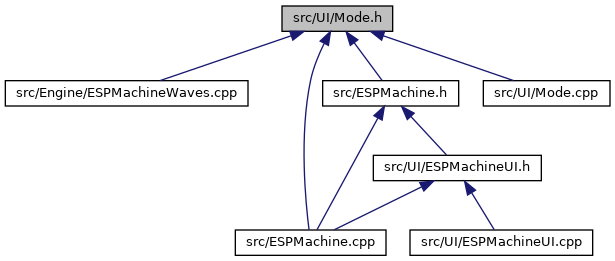 src/UI/Mode.h
src/Engine/ESPMachineWaves.cpp
src/ESPMachine.h
src/UI/Mode.cpp
src/UI/ESPMachineUI.h
src/ESPMachine.cpp
src/UI/ESPMachineUI.cpp